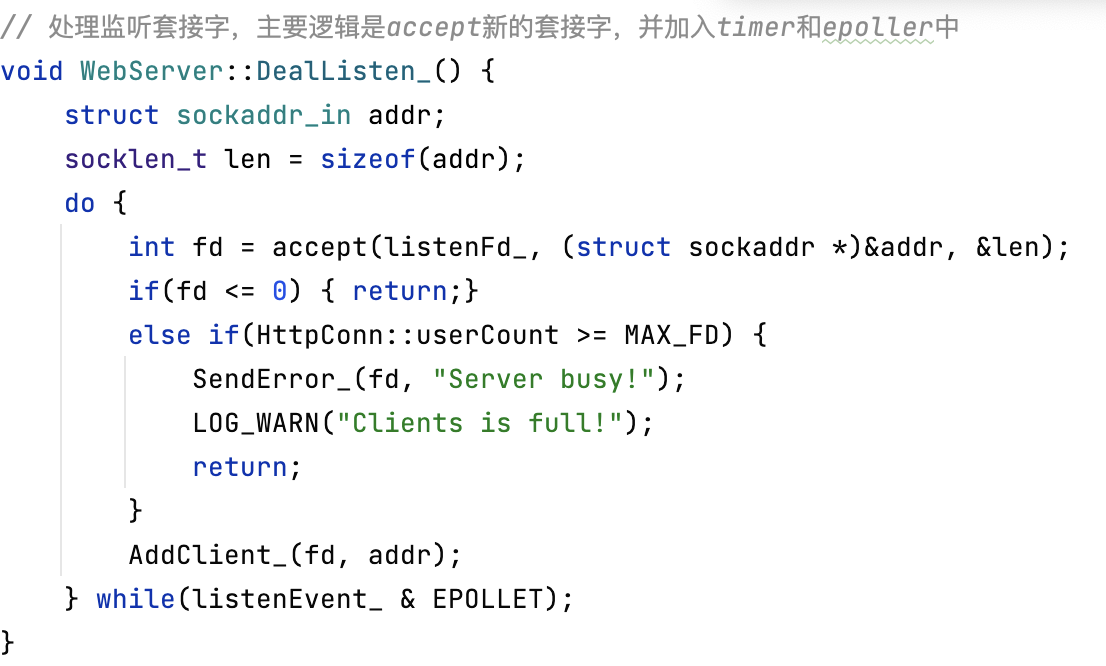 // 处理监听套接字，主要逻辑是accept新的套接字，并加入timer和epoller中
void WebServer::DealListen_() {
    struct sockaddr_in addr;
    socklen_t len = sizeof(addr);
    do {
        int fd = accept(listenFd_, (struct sockaddr *)&addr, &len);
        if(fd <= 0) { return;}
        else if(HttpConn::userCount >= MAX_FD) {
            SendError_(fd, "Server busy!");
            LOG_WARN("Clients is full!");
            return;
        }
        AddClient_(fd, addr);
    } while(listenEvent_ & EPOLLET);
}